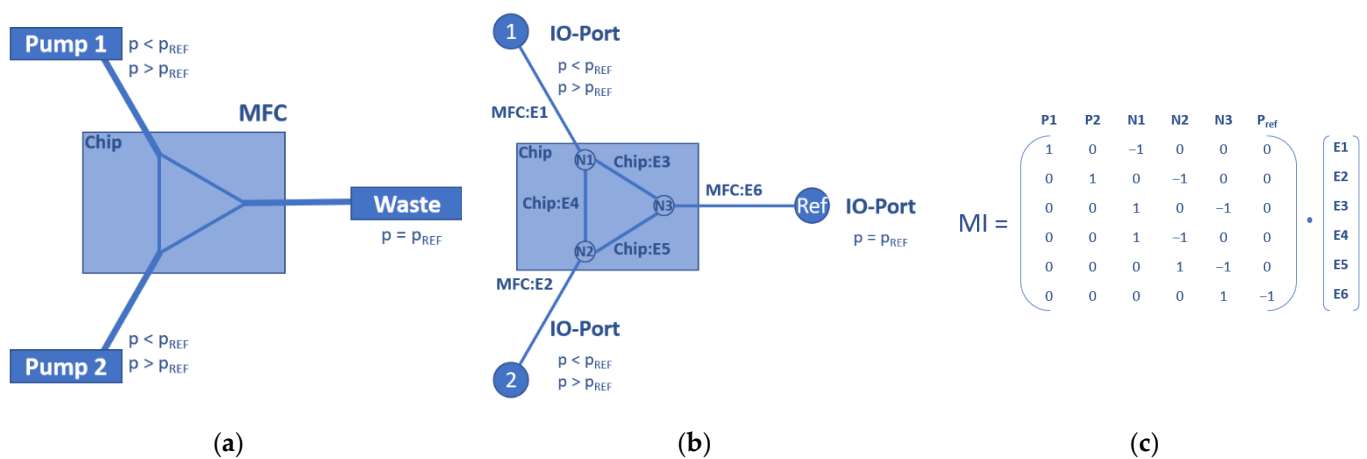 Pump 1
p < pREF
p > pREF
MFC
Chip
Waste
p = pREF
p < pREF
p > pREF
Pump 2
(a)
1
IO-Port
p < pREF
p > pREF
MFC:E1
Chip
N1
Chip:E3
MFC:E6
Chip:E4
N3
Ref
IO-Port
p = pREF
N2
Chip:E5
MFC:E2
IO-Port
p < pREF
p > pREF
2
(b)
P1 P2 N1 N2 N3 Pref
1 0 −1 0 0 0 E1
0 1 0 −1 0 0 E2
0 0 1 0 −1 0 E3
MI = 0 0 1 −1 0 0 • E4
0 0 0 1 −1 0 E5
0 0 0 0 1 −1 E6
(c)